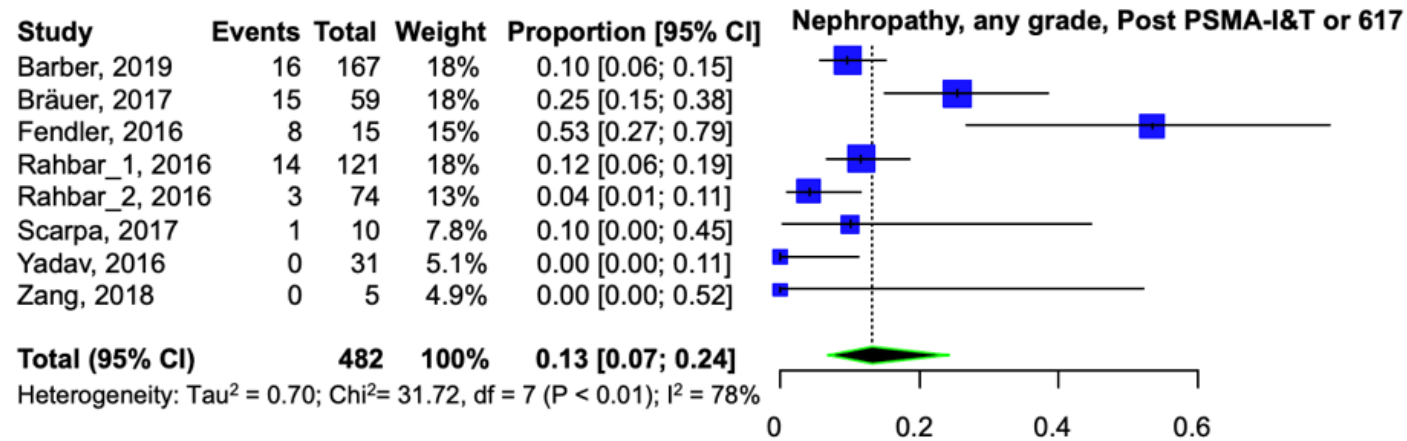 Nephropathy, any grade, Post PSMA-I&T or 617
Study Events Total Weight Proportion [95% CI]
Barber, 2019 16 167 18% 0.10 [0.06; 0.15]
Bräuer, 2017 15 59 18% 0.25 [0.15; 0.38]
Fendler, 2016 8 15 15% 0.53 [0.27; 0.79]
Rahbar_1, 2016 14 121 18% 0.12 [0.06; 0.19]
Rahbar_2, 2016 3 74 13% 0.04 [0.01; 0.11]
Scarpa, 2017 1 10 7.8% 0.10 [0.00; 0.45]
Yadav, 2016 0 31 5.1% 0.00 [0.00; 0.11]
Zang, 2018 0 5 4.9% 0.00 [0.00; 0.52]
Total (95% CI) 482 100% 0.13 [0.07; 0.24]
Heterogeneity: Tau² = 0.70; Chi²= 31.72, df = 7 (P < 0.01); I² = 78%
0 0.2 0.4 0.6